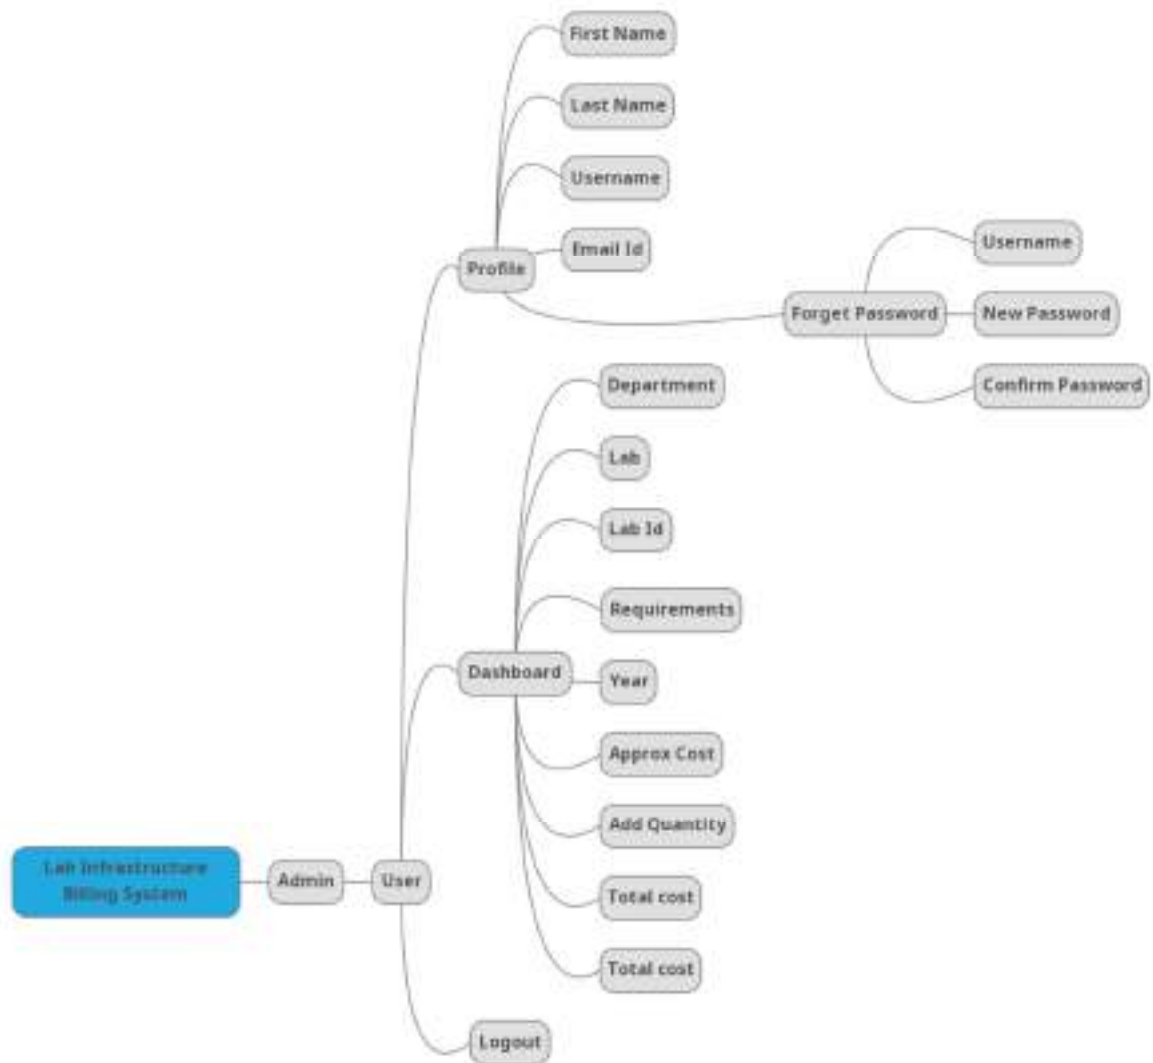 First Name
Last Name
Username
Email Id
Profile
Username
Forget Password
New Password
Confirm Password
Department
Lab
Lab Id
Requirements
Dashboard
Year
Approx Cost
Add Quantity
Lab Infrastructure
Billing System
Admin
User
Total cost
Total cost
Logout